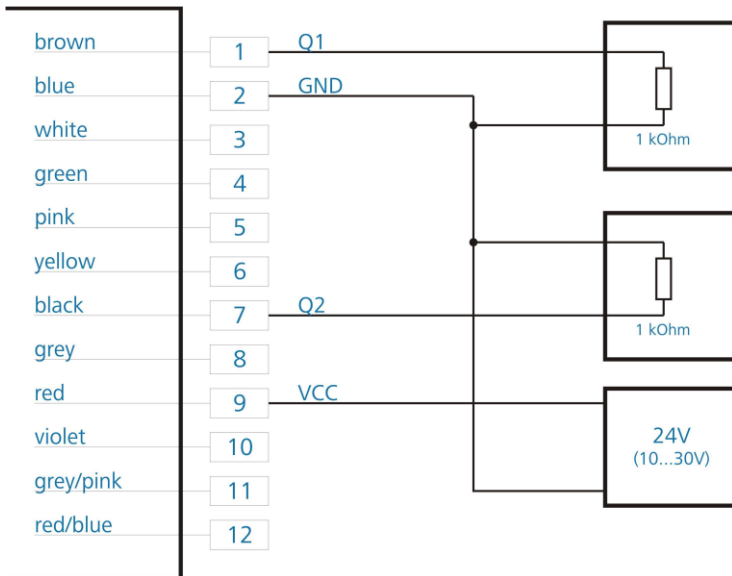 brown 1 Q1
blue 2 GND
white 3
green 4
pink 5
yellow 6
black 7 Q2
grey 8
red 9 VCC
violet 10
grey/pink 11
red/blue 12
1 kOhm
1 kOhm
24V
(10...30V)